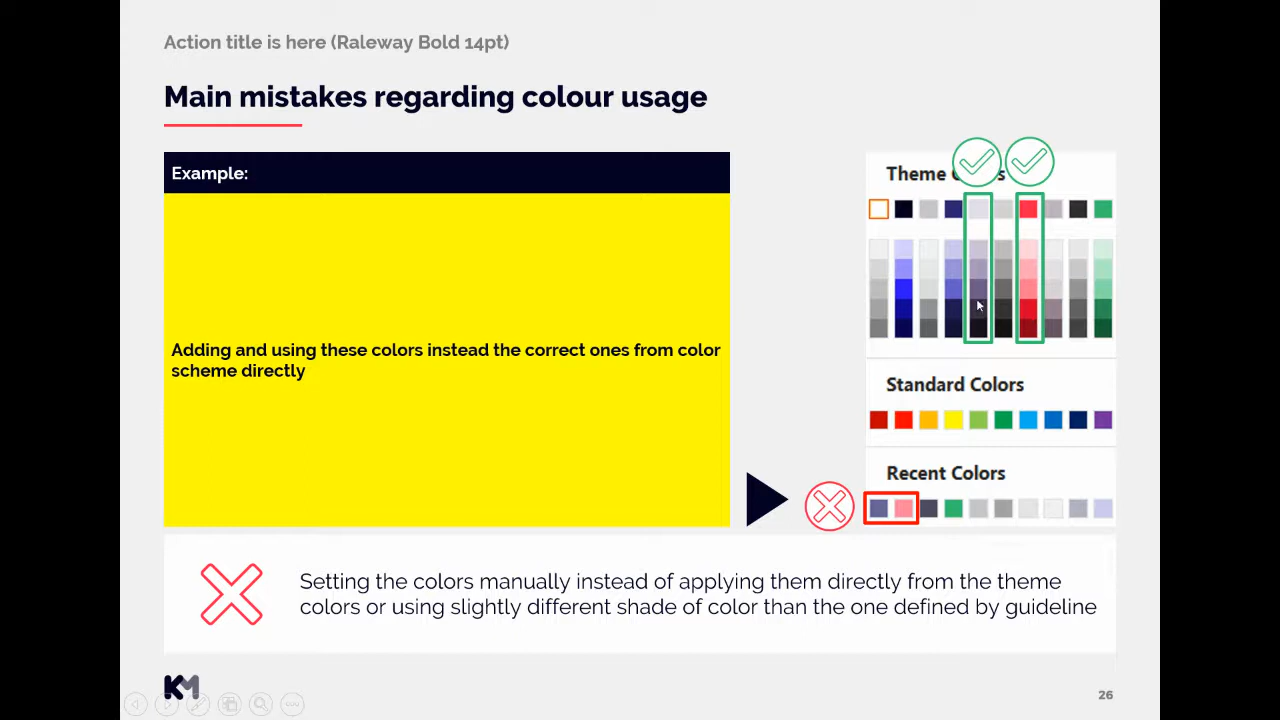 Action title is here (Raleway Bold 14pt)
Main mistakes regarding colour usage
Example:
Adding and using these colors instead the correct ones from color
scheme directly
Theme
Standard Colors
Recent Colors
Setting the colors manually instead of applying them directly from the theme
colors or using slightly different shade of color than the one defined by guideline
KM
26